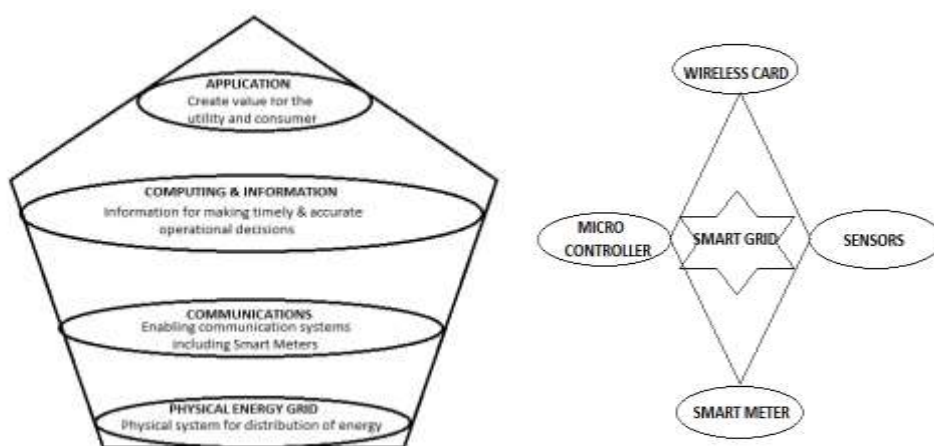 APPLICATION
Create value for the
utility and consumer
COMPUTING & INFORMATION
Information for making timely & accurate
operational decisions
COMMUNICATIONS
Enabling communication systems
including Smart Meters
PHYSICAL ENERGY GRID
Physical system for distribution of energy
WIRELESS CARD
MICRO
CONTROLLER
SMART GRID
SENSORS
SMART METER